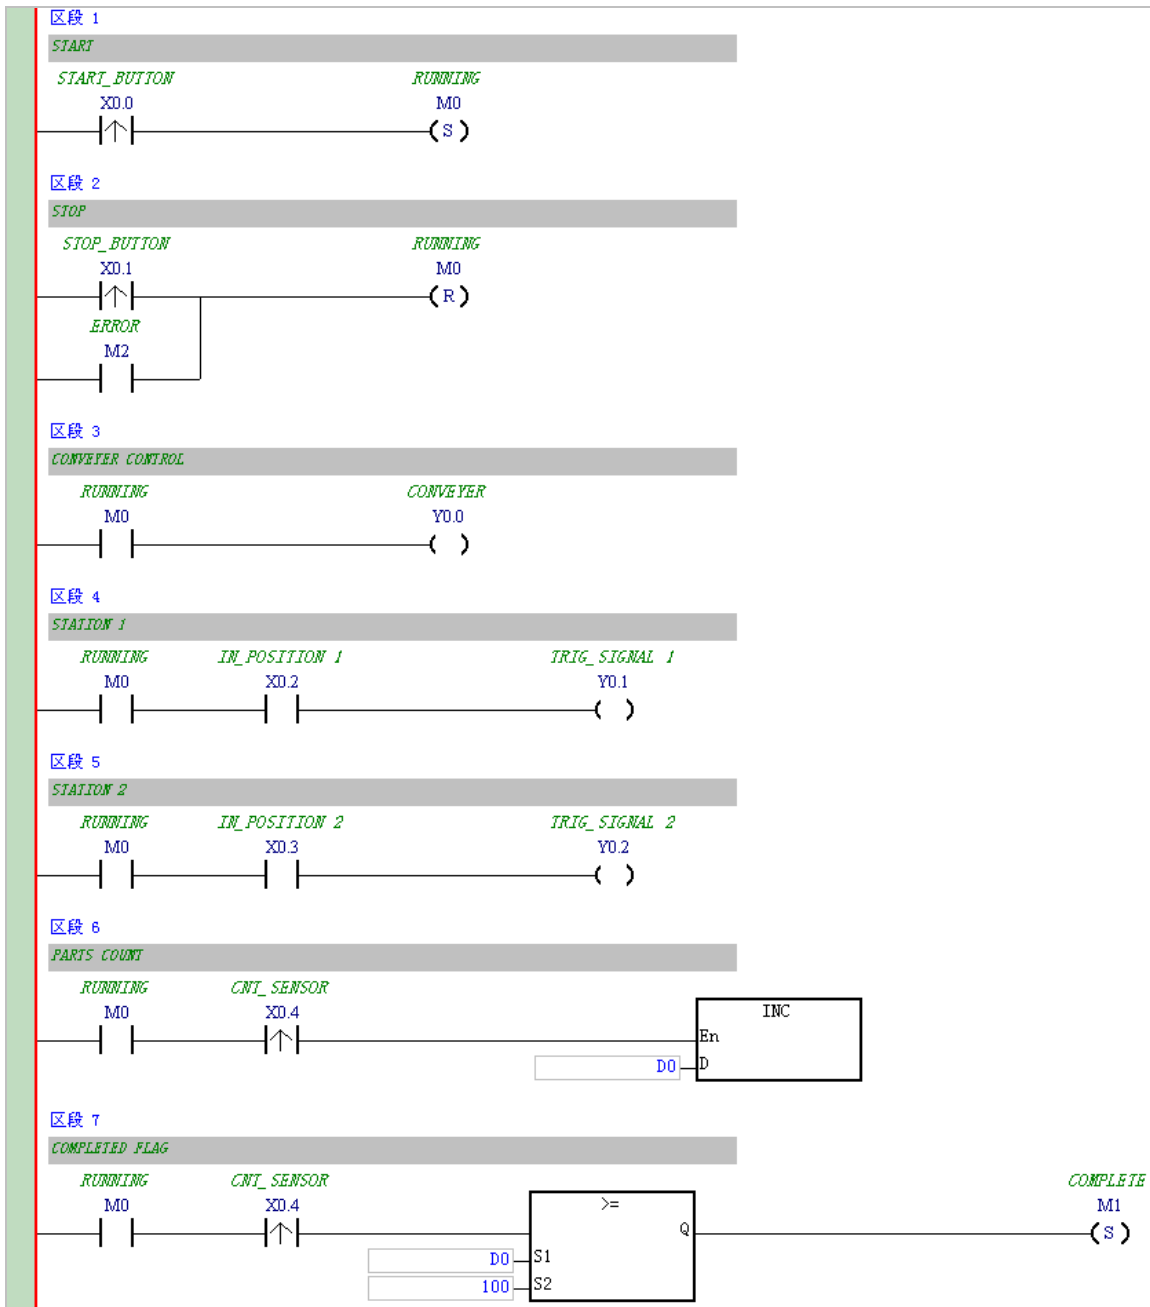 区段 1
START
START_BUTTON RUNNING
X0.0 M0
S
区段 2
STOP
STOP_BUTTON RUNNING
X0.1 M0
R
ERROR
M2
区段 3
CONVEYER CONTROL
RUNNING CONVEYER
M0 Y0.0
区段 4
STATION 1
RUNNING IN_POSITION 1 TRIG_SIGNAL 1
M0 X0.2 Y0.1
区段 5
STATION 2
RUNNING IN_POSITION 2 TRIG_SIGNAL 2
M0 X0.3 Y0.2
区段 6
PARTS COUNT
RUNNING CNT_SENSOR
M0 X0.4 INC
En
D0 D
区段 7
COMPLETED FLAG
RUNNING CNT_SENSOR COMPLETE
M0 X0.4 >= M1
Q S
D0 S1
100 S2